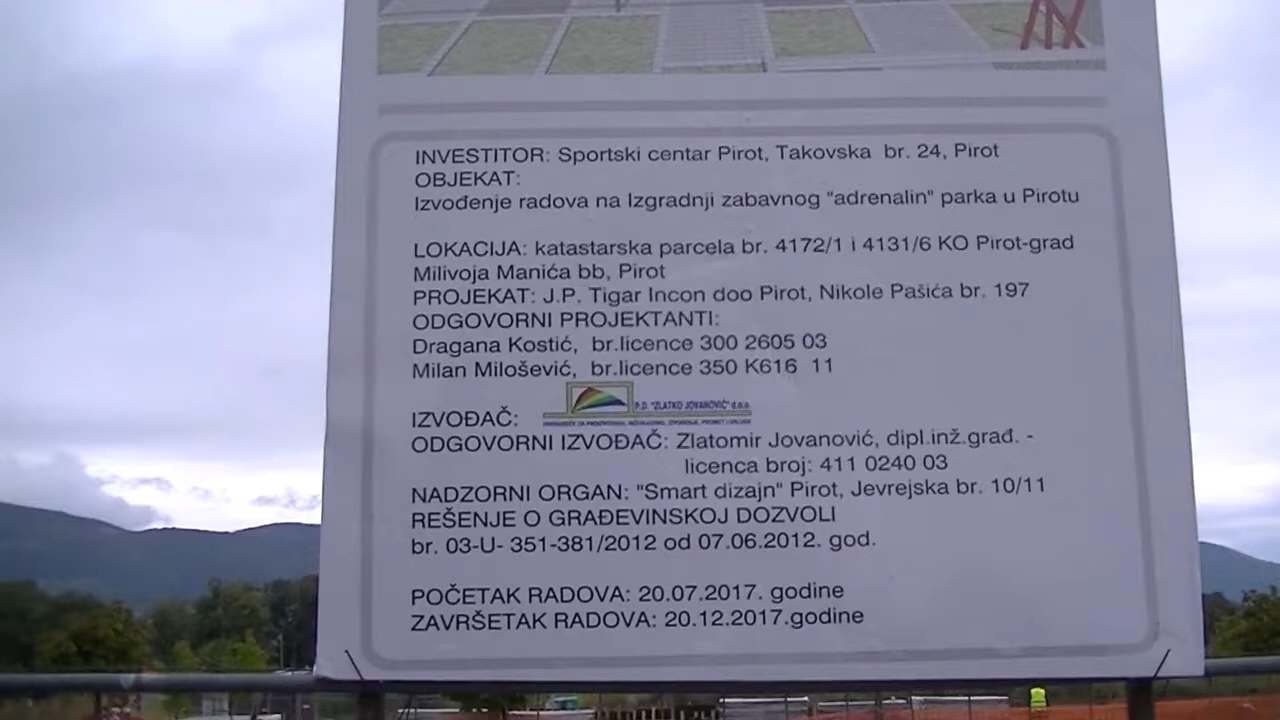 INVESTITOR: Sportski centar Pirot, Takovska br. 24, Pirot
OBJEKAT:
Izvođenje radova na Izgradnji zabavnog "adrenalin" parka u Pirotu
LOKACIJA: katastarska parcela br. 4172/1 i 4131/6 KO Pirot-grad
Milivoja Manića bb, Pirot
PROJEKAT: J.P. Tigar Incon doo Pirot, Nikole Pašića br. 197
ODGOVORNI PROJEKTANTI:
Dragana Kostić, br.licence 300 2605 03
Milan Milošević, br.licence 350 K616 11
P.D. "ZLATKO JOVANOVIĆ" d.o.o.
IZVOĐAČ:
ODGOVORNI IZVOĐAČ: Zlatomir Jovanović, dipl.inž.građ. -
licenca broj: 411 0240 03
NADZORNI ORGAN: "Smart dizajn" Pirot, Jevrejska br. 10/11
REŠENJE O GRAĐEVINSKOJ DOZVOLI
br. 03-U- 351-381/2012 od 07.06.2012. god.
POČETAK RADOVA: 20.07.2017. godine
ZAVRŠETAK RADOVA: 20.12.2017.godine